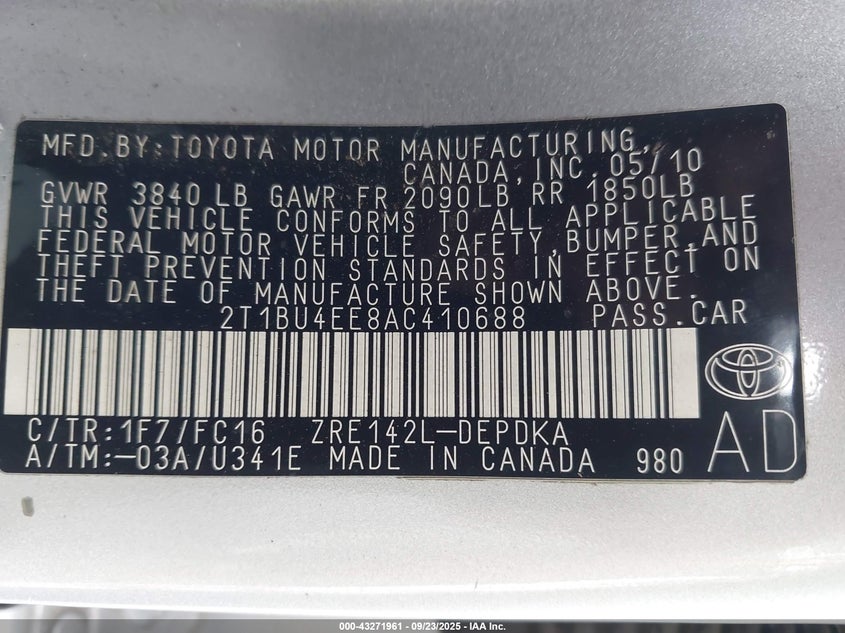 MFD. BY: TOYOTA MOTOR MANUFACTURING,
CANADA, INC. 05/10
GVWR 3840 LB GAWR FR 2090LB RR 1850LB
THIS VEHICLE CONFORMS TO ALL APPLICABLE
FEDERAL MOTOR VEHICLE SAFETY, BUMPER, AND
THEFT PREVENTION STANDARDS IN EFFECT ON
THE DATE OF MANUFACTURE SHOWN ABOVE.
2T1BU4EE8AC410688 PASS. CAR
C/TR: 1F7/FC16 ZRE142L-DEPDKA
A/TM: -03A/U341E MADE IN CANADA 980
AD
000-43271961 - 09/23/2025 - IAA Inc.